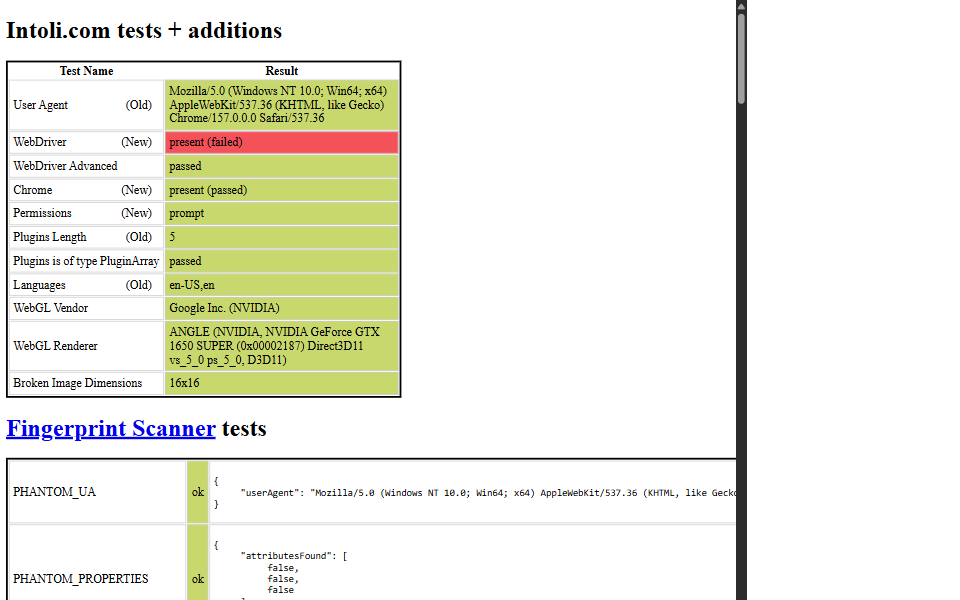 Intoli.com tests + additions
Test Name Result
User Agent (Old) Mozilla/5.0 (Windows NT 10.0; Win64; x64)
AppleWebKit/537.36 (KHTML, like Gecko)
Chrome/157.0.0.0 Safari/537.36
WebDriver (New) present (failed)
WebDriver Advanced passed
Chrome (New) present (passed)
Permissions (New) prompt
Plugins Length (Old) 5
Plugins is of type PluginArray passed
Languages (Old) en-US,en
WebGL Vendor Google Inc. (NVIDIA)
WebGL Renderer ANGLE (NVIDIA, NVIDIA GeForce GTX
1650 SUPER (0x00002187) Direct3D11
vs_5_0 ps_5_0, D3D11)
Broken Image Dimensions 16x16
Fingerprint Scanner tests
PHANTOM_UA ok {
"userAgent": "Mozilla/5.0 (Windows NT 10.0; Win64; x64) AppleWebKit/537.36 (KHTML, like Gecko
}
PHANTOM_PROPERTIES ok {
"attributesFound": [
false,
false,
false